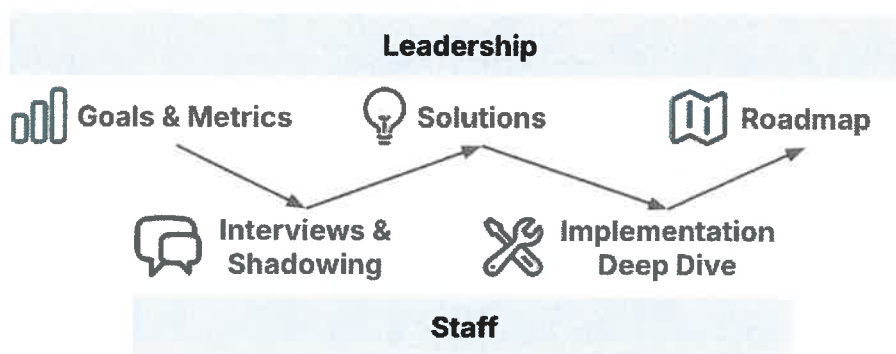 Leadership
Goals & Metrics
Solutions
Roadmap
Interviews &
Shadowing
Implementation
Deep Dive
Staff